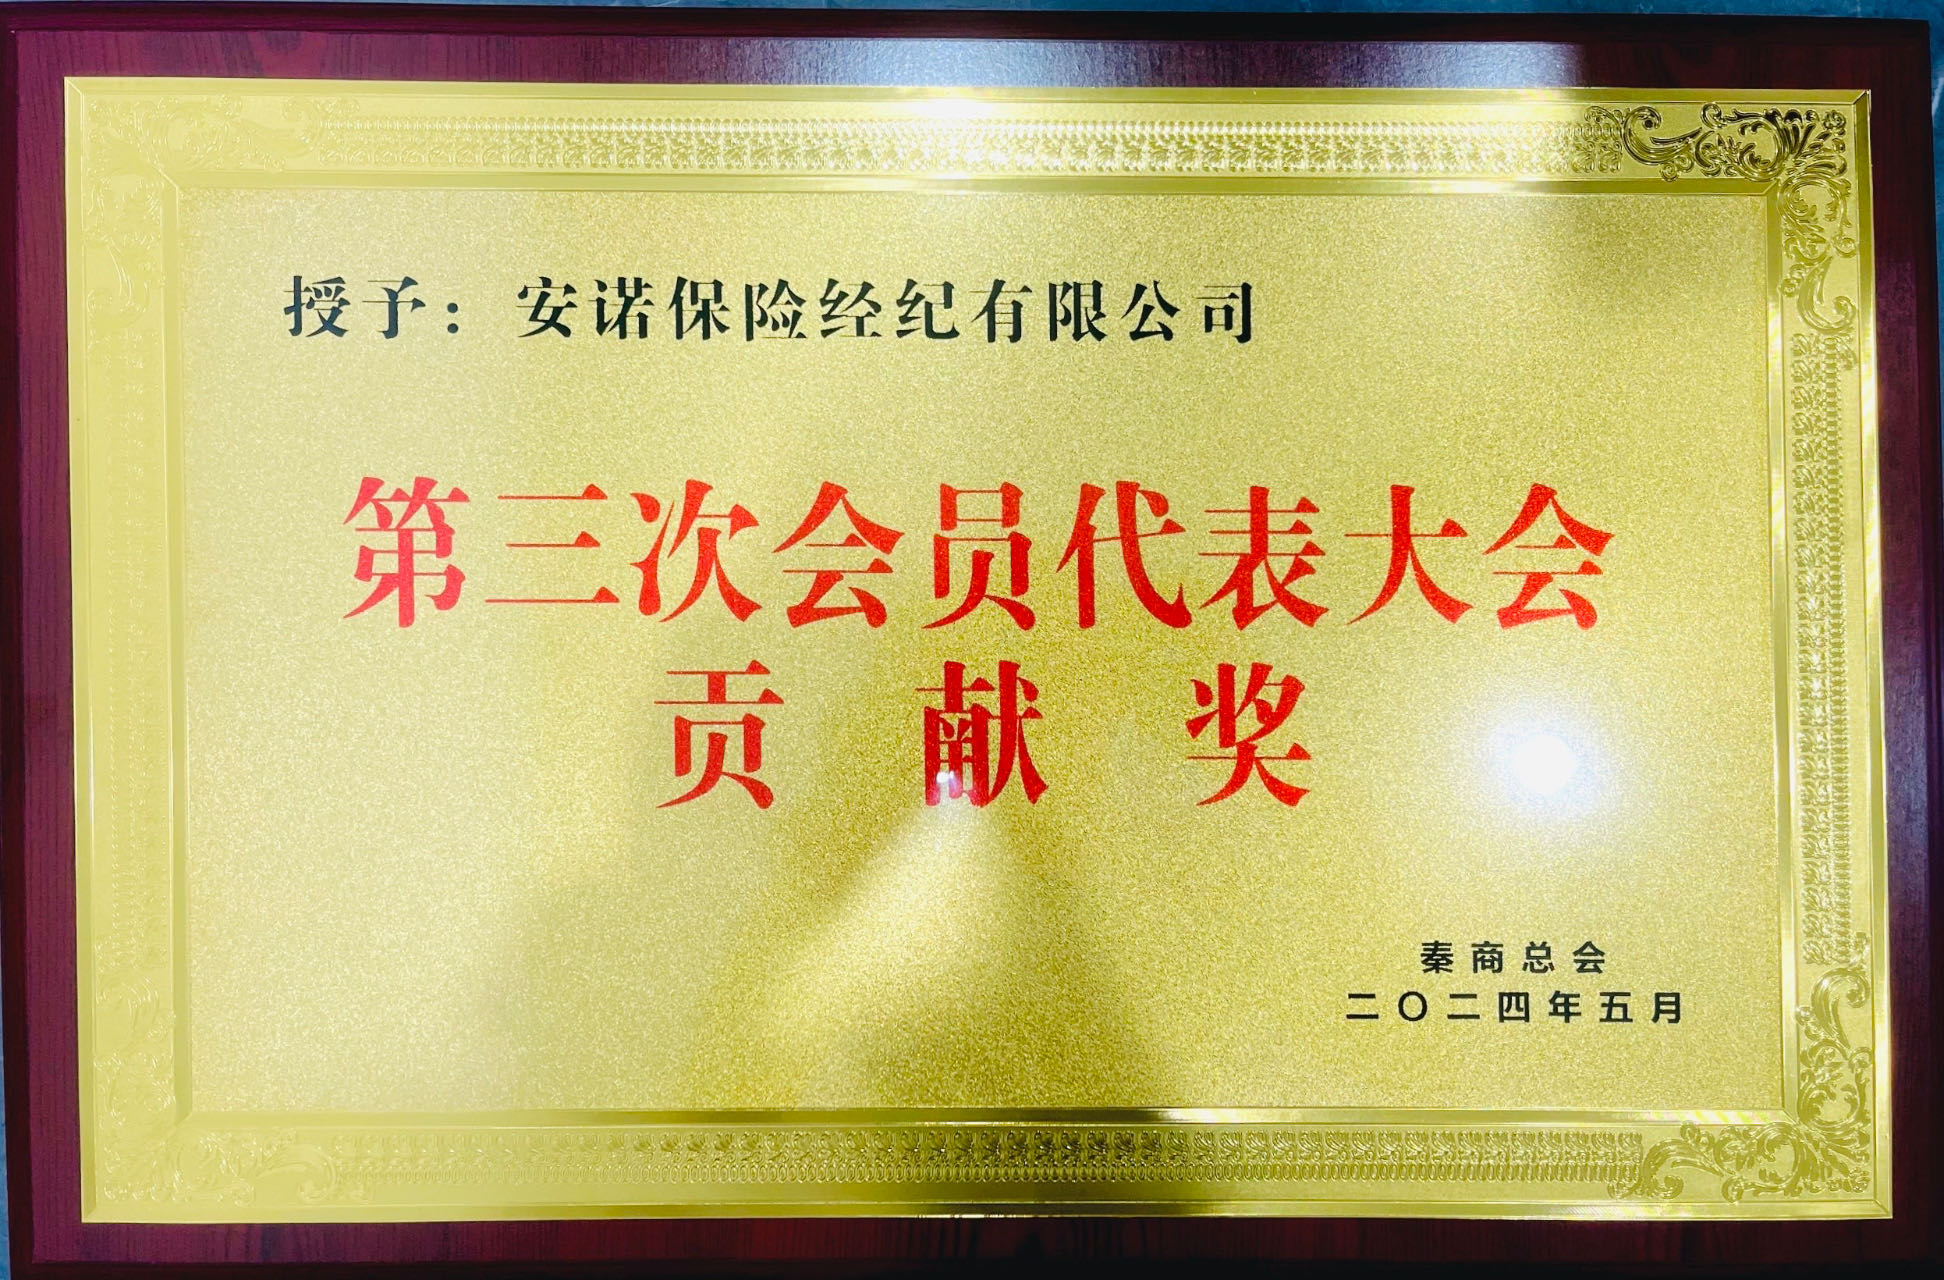 授予：安诺保险经纪有限公司
第三次会员代表大会
贡献奖
秦商总会
二〇二四年五月